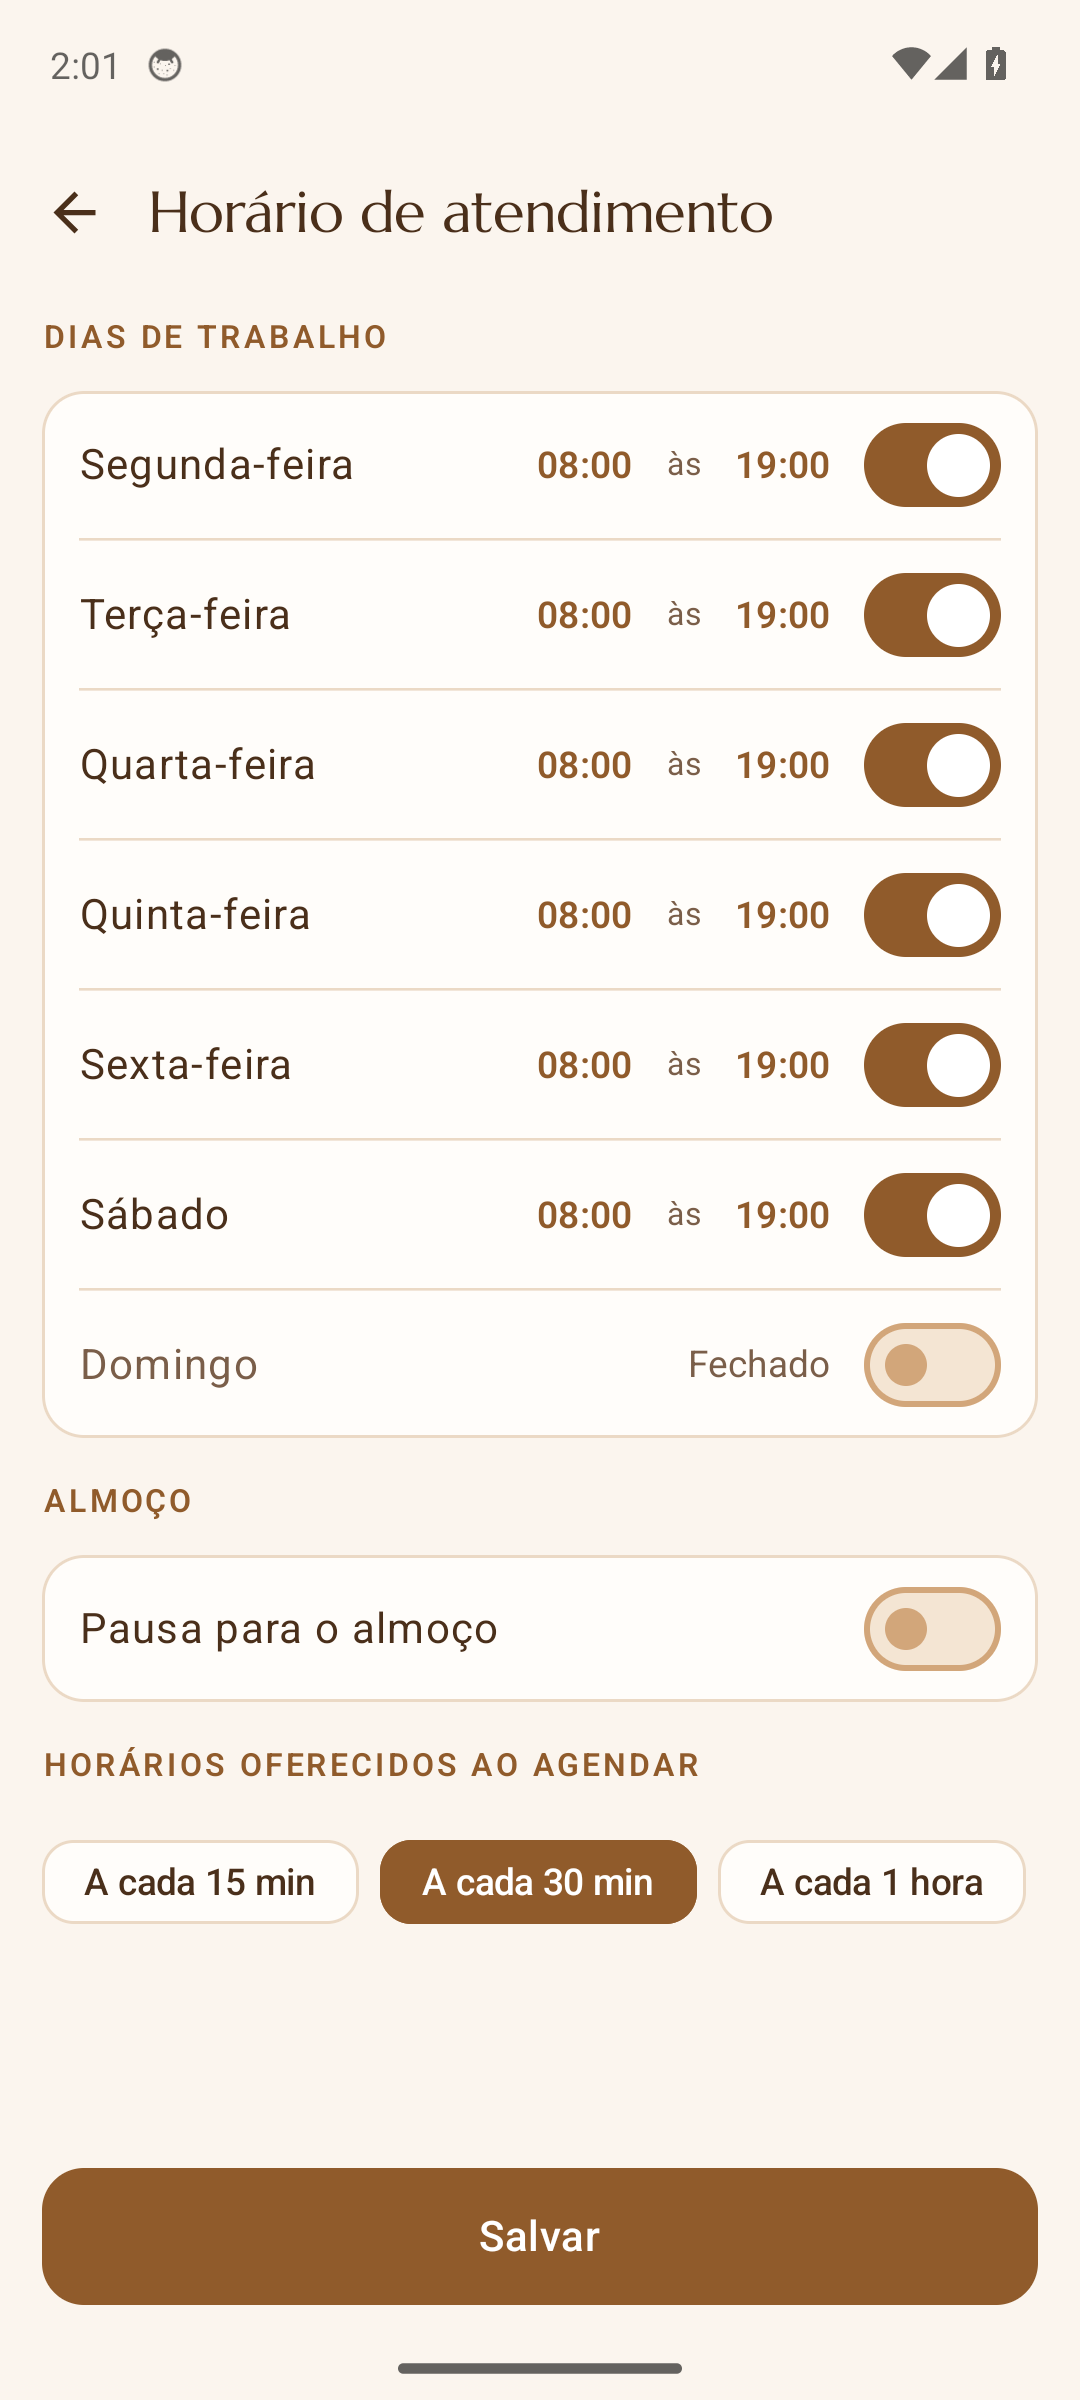 2:01
Horário de atendimento
DIAS DE TRABALHO
Segunda-feira 08:00 às 19:00
Terça-feira 08:00 às 19:00
Quarta-feira 08:00 às 19:00
Quinta-feira 08:00 às 19:00
Sexta-feira 08:00 às 19:00
Sábado 08:00 às 19:00
Domingo Fechado
ALMOÇO
Pausa para o almoço
HORÁRIOS OFERECIDOS AO AGENDAR
A cada 15 min A cada 30 min A cada 1 hora
Salvar